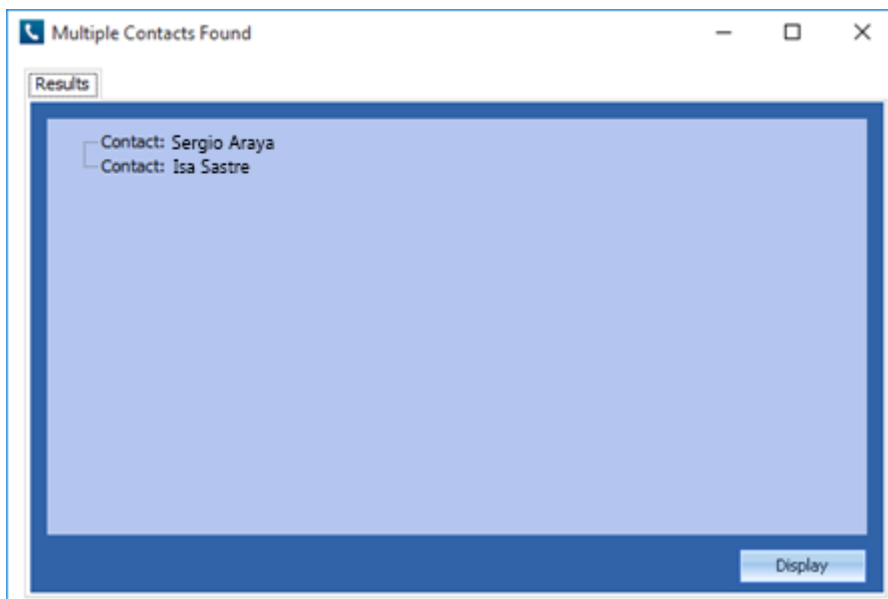 Multiple Contacts Found
Results
Contact: Sergio Araya
Contact: Isa Sastre
Display